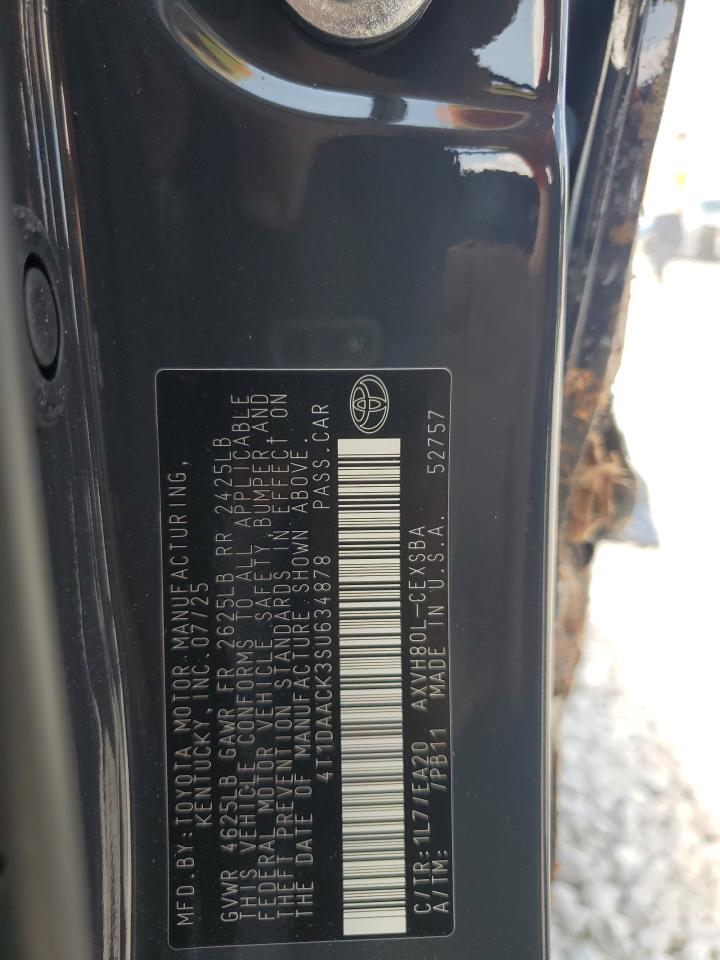 MFD.BY:TOYOTA MOTOR MANUFACTURING,
KENTUCKY INC.07/25
GVWR 4625LB GAWR FR 2625LB RR 2425LB
THIS VEHICLE CONFORMS TO ALL APPLICABLE
FEDERAL MOTOR VEHICLE SAFETY,BUMPER,AND
THEFT PREVENTION STANDARDS IN EFFECT ON
THE DATE OF MANUFACTURE SHOWN ABOVE.
4T1DAACK3SU634878 PASS.CAR
C/TR:1L7/EA20 AXVH80L-CEXSBA
A/TM: /PB11 MADE IN U.S.A. 52757